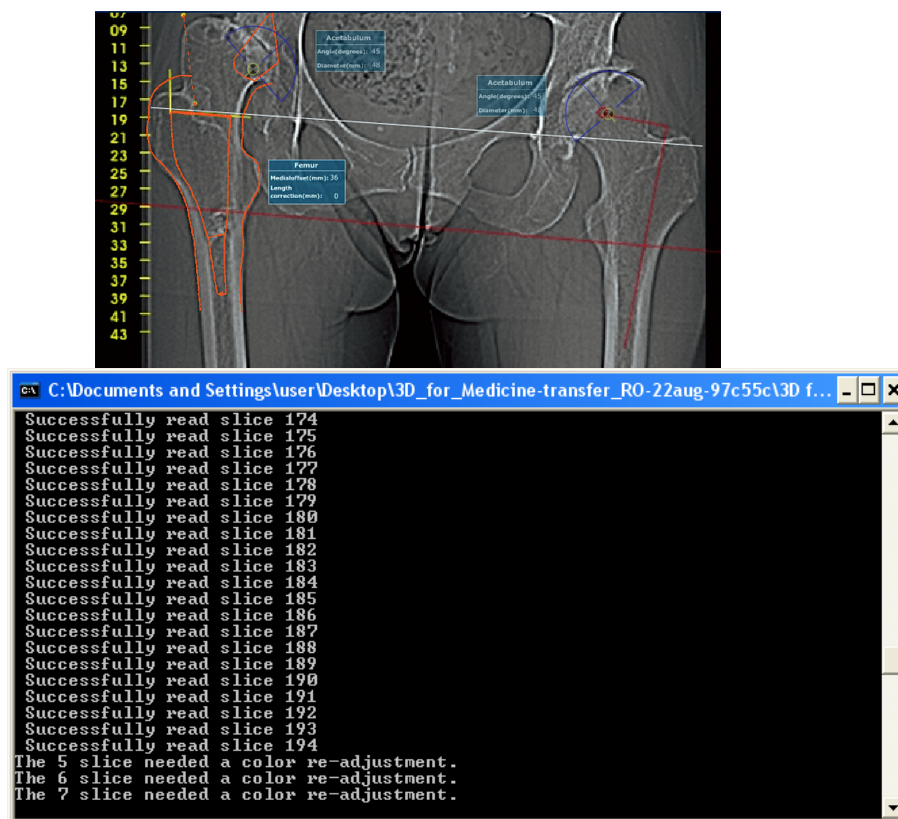 07
09
11
13
15
17
19
21
23
25
27
29
31
33
35
37
39
41
43
Acetabulum
Angle(degrees): 45
Diameter(mm): 48
Acetabulum
Angle(degrees): 45
Diameter(mm): 48
Femur
Medialoffset(mm): 36
Length
correction(mm): 0
C:\Documents and Settings\user\Desktop\3D_for_Medicine-transfer_RO-22aug-97c55c\3D f...
Successfully read slice 174
Successfully read slice 175
Successfully read slice 176
Successfully read slice 177
Successfully read slice 178
Successfully read slice 179
Successfully read slice 180
Successfully read slice 181
Successfully read slice 182
Successfully read slice 183
Successfully read slice 184
Successfully read slice 185
Successfully read slice 186
Successfully read slice 187
Successfully read slice 188
Successfully read slice 189
Successfully read slice 190
Successfully read slice 191
Successfully read slice 192
Successfully read slice 193
Successfully read slice 194
The 5 slice needed a color re-adjustment.
The 6 slice needed a color re-adjustment.
The 7 slice needed a color re-adjustment.